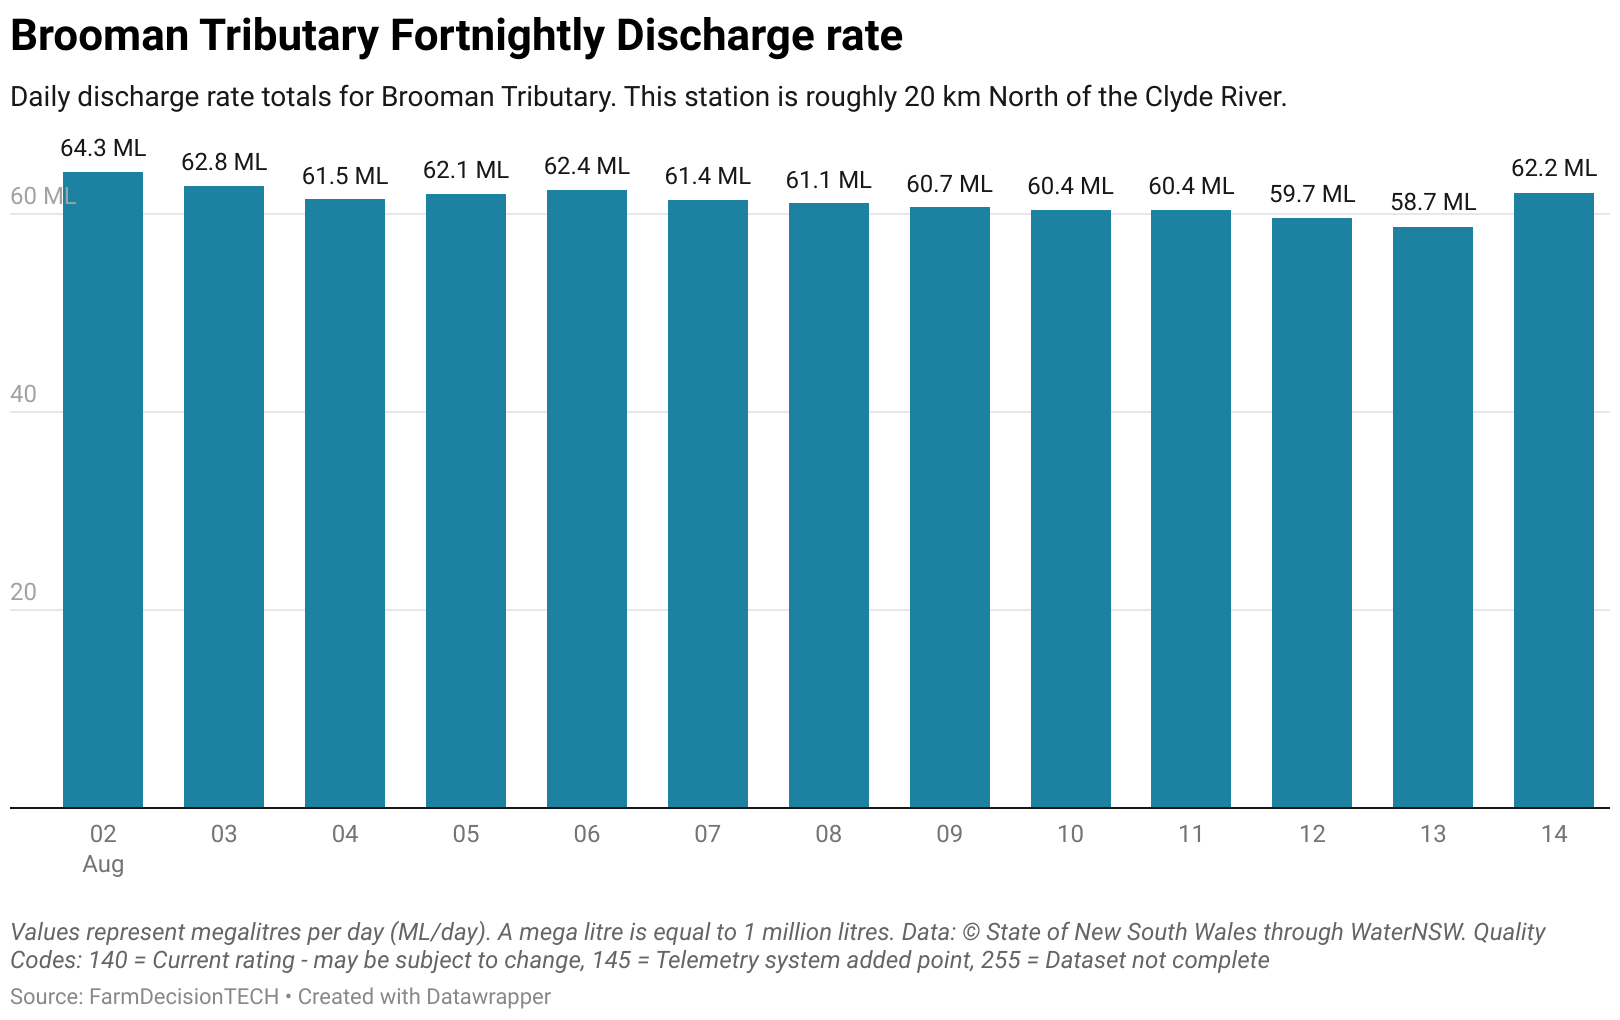 Brooman Tributary Fortnightly Discharge rate
Daily discharge rate totals for Brooman Tributary. This station is roughly 20 km North of the Clyde River.
64.3 ML 62.8 ML 61.5 ML 62.1 ML 62.4 ML 61.4 ML 61.1 ML 60.7 ML 60.4 ML 60.4 ML 59.7 ML 58.7 ML 62.2 ML
60 ML
40
20
02 03 04 05 06 07 08 09 10 11 12 13 14
Aug
Values represent megalitres per day (ML/day). A mega litre is equal to 1 million litres. Data: © State of New South Wales through WaterNSW. Quality
Codes: 140 = Current rating - may be subject to change, 145 = Telemetry system added point, 255 = Dataset not complete
Source: FarmDecisionTECH • Created with Datawrapper